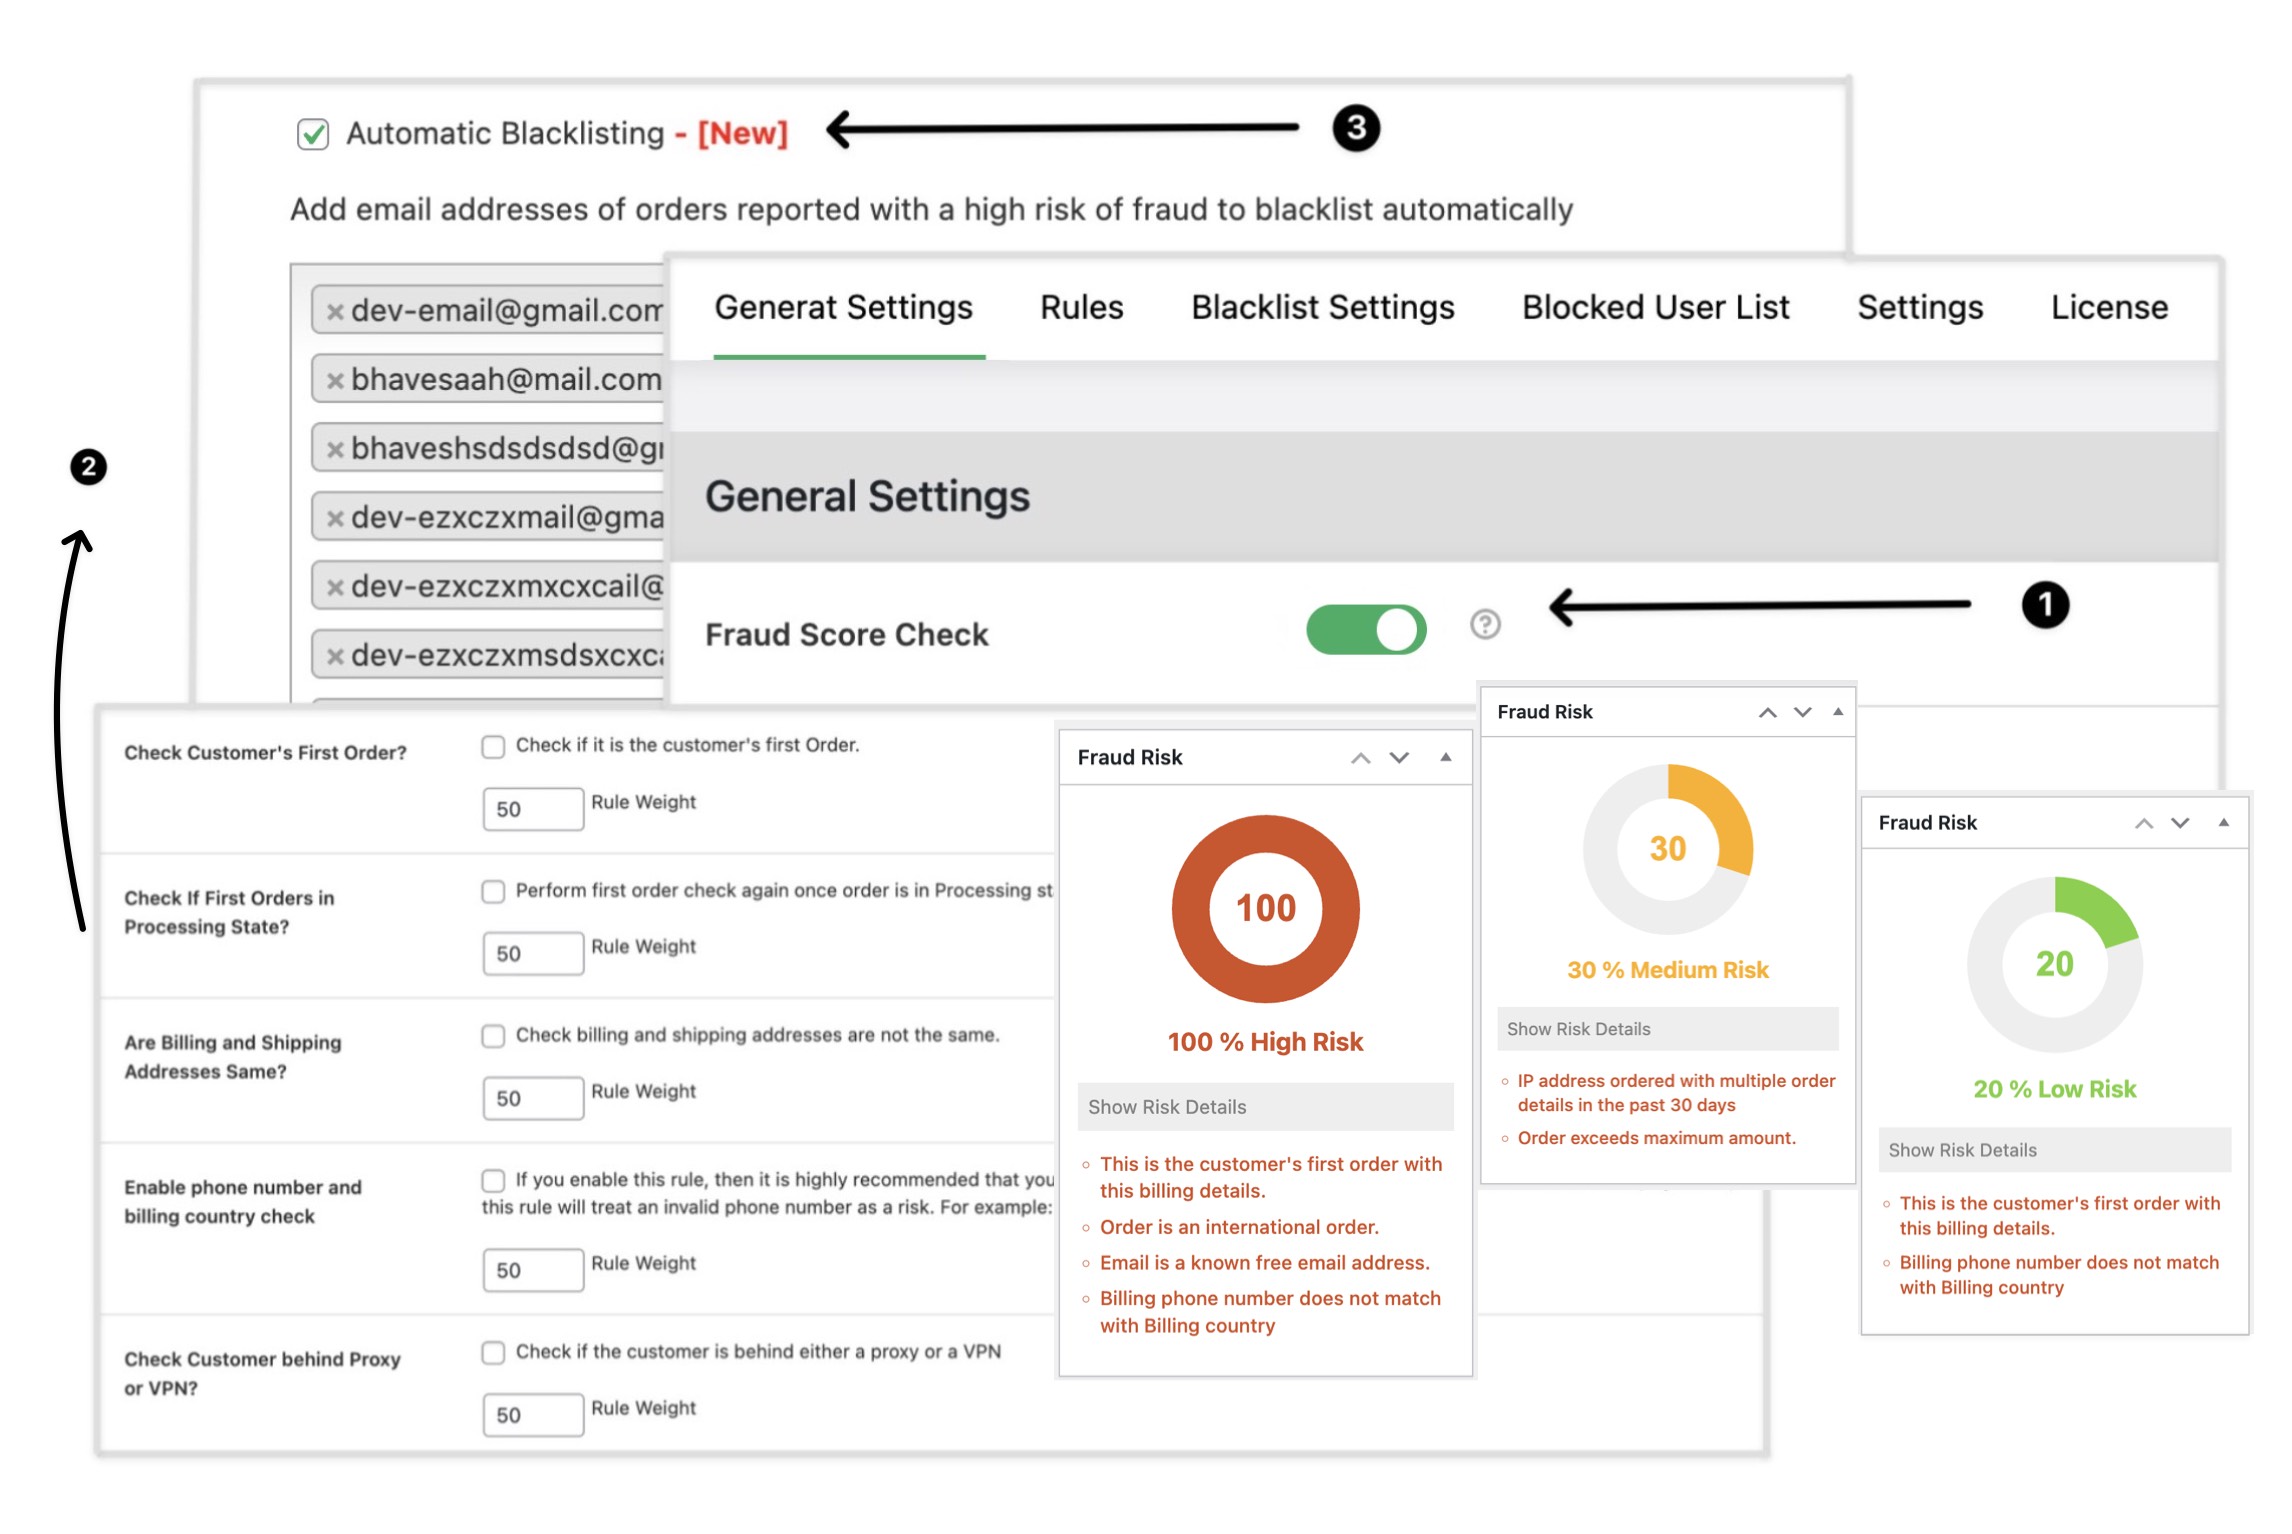 Automatic Blacklisting - [New]
3
Add email addresses of orders reported with a high risk of fraud to blacklist automatically
×dev-email@gmail.com
×bhavesaah@mail.com
×bhaveshsdsdsdsd@g
×dev-ezxczxmail@gma
×dev-ezxczxmxcxcail@
×dev-ezxczxmsdsxcxc
2
Generat Settings Rules Blacklist Settings Blocked User List Settings License
General Settings
Fraud Score Check
?
1
Check Customer's First Order?
Check if it is the customer's first Order.
50 Rule Weight
Check If First Orders in
Processing State?
Perform first order check again once order is in Processing st
50 Rule Weight
Are Billing and Shipping
Addresses Same?
Check billing and shipping addresses are not the same.
50 Rule Weight
Enable phone number and
billing country check
If you enable this rule, then it is highly recommended that you
this rule will treat an invalid phone number as a risk. For example:
50 Rule Weight
Check Customer behind Proxy
or VPN?
Check if the customer is behind either a proxy or a VPN
50 Rule Weight
Fraud Risk
100
100 % High Risk
Show Risk Details
This is the customer's first order with
this billing details.
Order is an international order.
Email is a known free email address.
Billing phone number does not match
with Billing country
Fraud Risk
30
30 % Medium Risk
Show Risk Details
IP address ordered with multiple order
details in the past 30 days
Order exceeds maximum amount.
Fraud Risk
20
20 % Low Risk
Show Risk Details
This is the customer's first order with
this billing details.
Billing phone number does not match
with Billing country